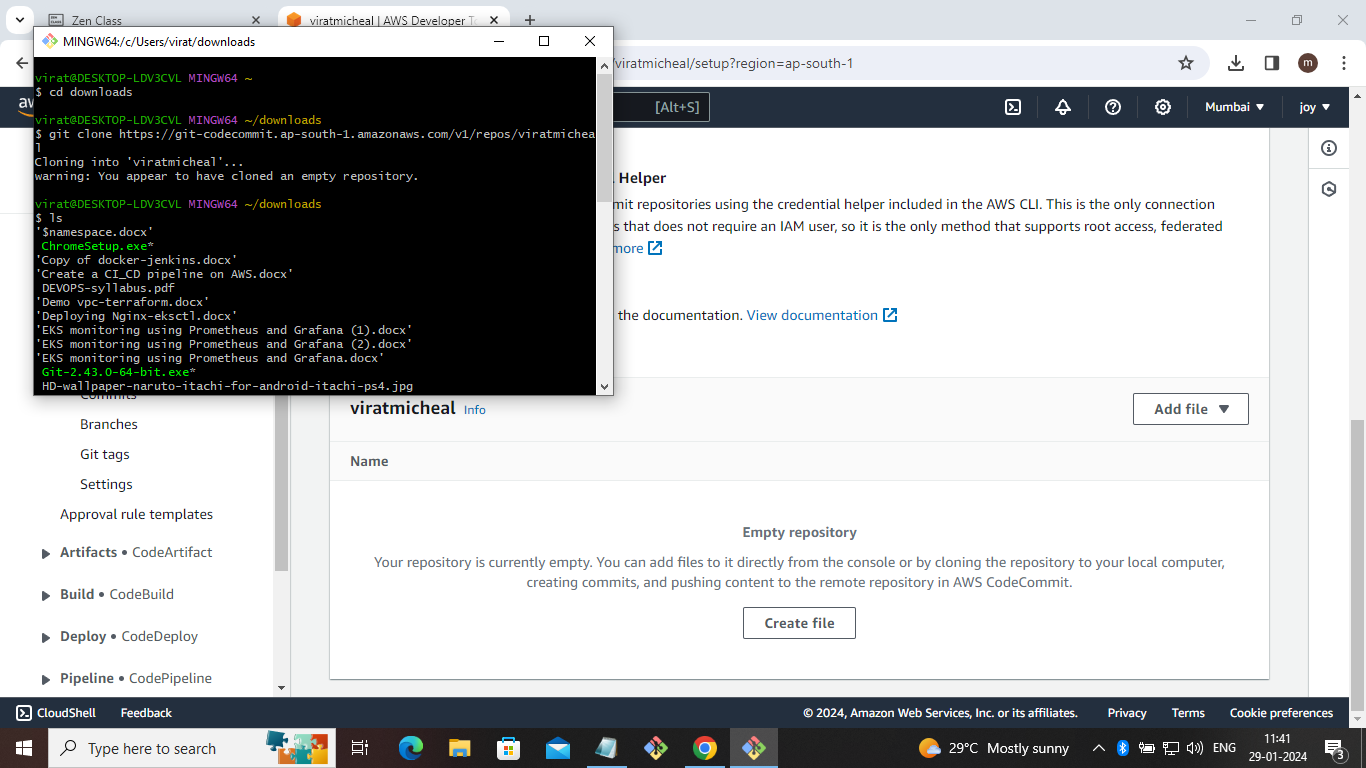 Zen Class
viratmicheal | AWS Developer T
MINGW64:/c/Users/virat/downloads
/viratmicheal/setup?region=ap-south-1
m
virat@DESKTOP-LDV3CVL MINGW64 ~
$ cd downloads
virat@DESKTOP-LDV3CVL MINGW64 ~/downloads
$ git clone https://git-codecommit.ap-south-1.amazonaws.com/v1/repos/viratmichea
l
Cloning into 'viratmicheal'...
warning: You appear to have cloned an empty repository.
virat@DESKTOP-LDV3CVL MINGW64 ~/downloads
$ ls
'$namespace.docx'
ChromeSetup.exe*
'Copy of docker-jenkins.docx'
'Create a CI_CD pipeline on AWS.docx'
DEVOPS-syllabus.pdf
'Demo vpc-terraform.docx'
'Deploying Nginx-eksctl.docx'
'EKS monitoring using Prometheus and Grafana (1).docx'
'EKS monitoring using Prometheus and Grafana (2).docx'
'EKS monitoring using Prometheus and Grafana.docx'
Git-2.43.0-64-bit.exe*
HD-wallpaper-naruto-itachi-for-android-itachi-ps4.jpg
[Alt+S]
Mumbai
joy
Helper
mit repositories using the credential helper included in the AWS CLI. This is the only connection
s that does not require an IAM user, so it is the only method that supports root access, federated
more
the documentation. View documentation
Commits
Branches
Git tags
Settings
Approval rule templates
Artifacts • CodeArtifact
Build • CodeBuild
Deploy • CodeDeploy
Pipeline • CodePipeline
viratmicheal Info
Add file
Name
Empty repository
Your repository is currently empty. You can add files to it directly from the console or by cloning the repository to your local computer,
creating commits, and pushing content to the remote repository in AWS CodeCommit.
Create file
CloudShell
Feedback
© 2024, Amazon Web Services, Inc. or its affiliates.
Privacy
Terms
Cookie preferences
Type here to search
29°C Mostly sunny
ENG
11:41
29-01-2024
3